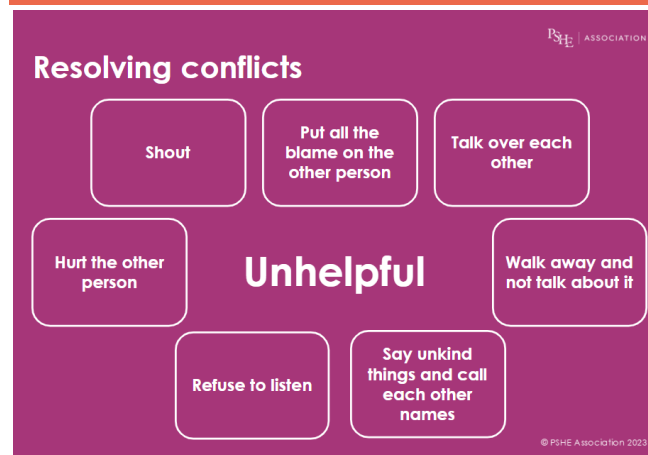 PSHE | ASSOCIATION
Resolving conflicts
Shout
Put all the
blame on the
other person
Talk over each
other
Hurt the other
person
Unhelpful
Walk away and
not talk about it
Refuse to listen
Say unkind
things and call
each other
names
© PSHE Association 2023